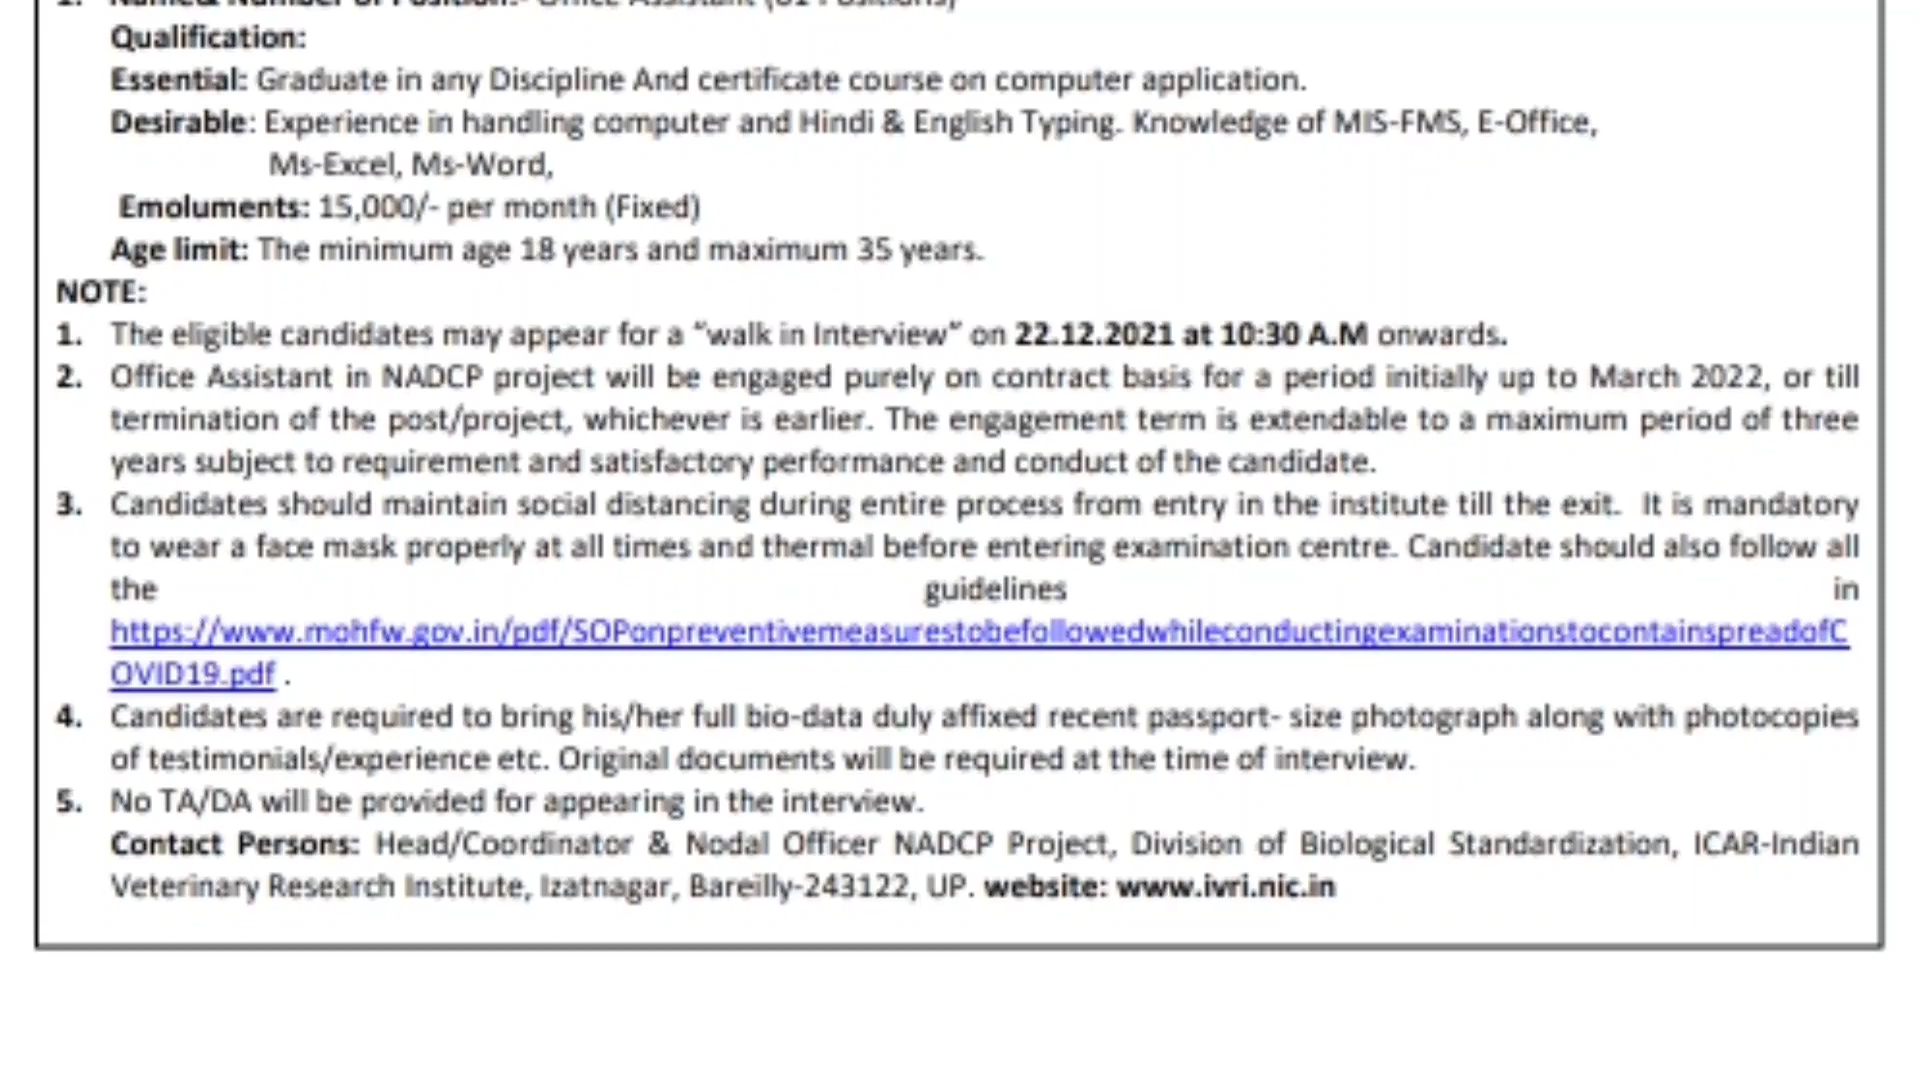 1. Name& Number of Position:- Office Assistant (01 Positions)
Qualification:
Essential: Graduate in any Discipline And certificate course on computer application.
Desirable: Experience in handling computer and Hindi & English Typing. Knowledge of MIS-FMS, E-Office,
Ms-Excel, Ms-Word,
Emoluments: 15,000/- per month (Fixed)
Age limit: The minimum age 18 years and maximum 35 years.
NOTE:
1. The eligible candidates may appear for a “walk in Interview” on 22.12.2021 at 10:30 A.M onwards.
2. Office Assistant in NADCP project will be engaged purely on contract basis for a period initially up to March 2022, or till
termination of the post/project, whichever is earlier. The engagement term is extendable to a maximum period of three
years subject to requirement and satisfactory performance and conduct of the candidate.
3. Candidates should maintain social distancing during entire process from entry in the institute till the exit. It is mandatory
to wear a face mask properly at all times and thermal before entering examination centre. Candidate should also follow all
the guidelines in
https://www.mohfw.gov.in/pdf/SOPonpreventivemeasurestobefollowedwhileconductingexaminationstocontainspreadofC
OVID19.pdf .
4. Candidates are required to bring his/her full bio-data duly affixed recent passport- size photograph along with photocopies
of testimonials/experience etc. Original documents will be required at the time of interview.
5. No TA/DA will be provided for appearing in the interview.
Contact Persons: Head/Coordinator & Nodal Officer NADCP Project, Division of Biological Standardization, ICAR-Indian
Veterinary Research Institute, Izatnagar, Bareilly-243122, UP. website: www.ivri.nic.in